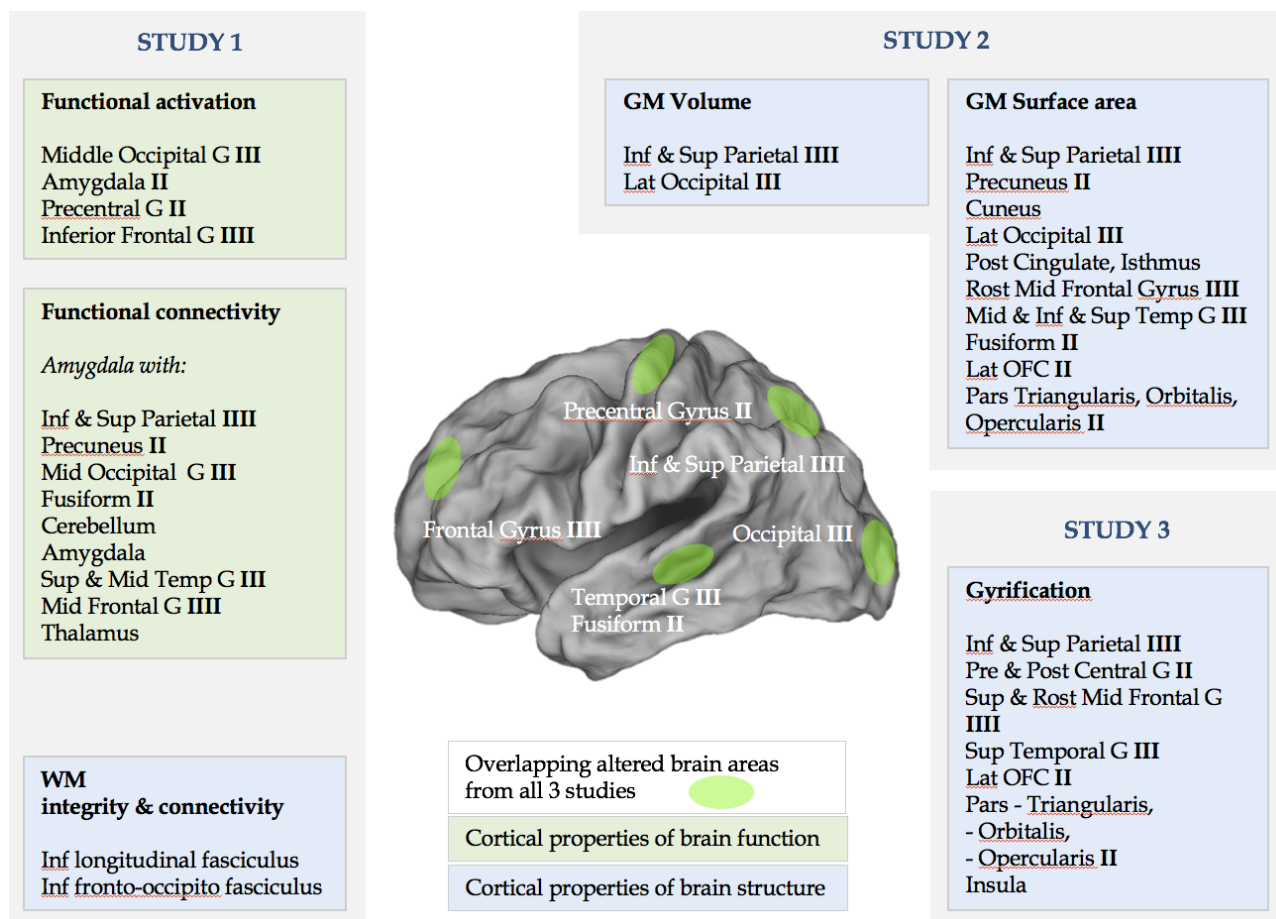 STUDY 1
Functional activation
Middle Occipital G III
Amygdala II
Precentral G II
Inferior Frontal G IIII
Functional connectivity
Amygdala with:
Inf & Sup Parietal IIII
Precuneus II
Mid Occipital G III
Fusiform II
Cerebellum
Amygdala
Sup & Mid Temp G III
Mid Frontal G IIII
Thalamus
WM
integrity & connectivity
Inf longitudinal fasciculus
Inf fronto-occipito fasciculus
STUDY 2
GM Volume
Inf & Sup Parietal IIII
Lat Occipital III
GM Surface area
Inf & Sup Parietal IIII
Precuneus II
Cuneus
Lat Occipital III
Post Cingulate, Isthmus
Rost Mid Frontal Gyrus IIII
Mid & Inf & Sup Temp G III
Fusiform II
Lat OFC II
Pars Triangularis, Orbitalis,
Opercularis II
Precentral Gyrus II
Inf & Sup Parietal IIII
Frontal Gyrus IIII
Occipital III
Temporal G III
Fusiform II
Overlapping altered brain areas
from all 3 studies
Cortical properties of brain function
Cortical properties of brain structure
STUDY 3
Gyrification
Inf & Sup Parietal IIII
Pre & Post Central G II
Sup & Rost Mid Frontal G
IIII
Sup Temporal G III
Lat OFC II
Pars - Triangularis,
- Orbitalis,
- Opercularis II
Insula